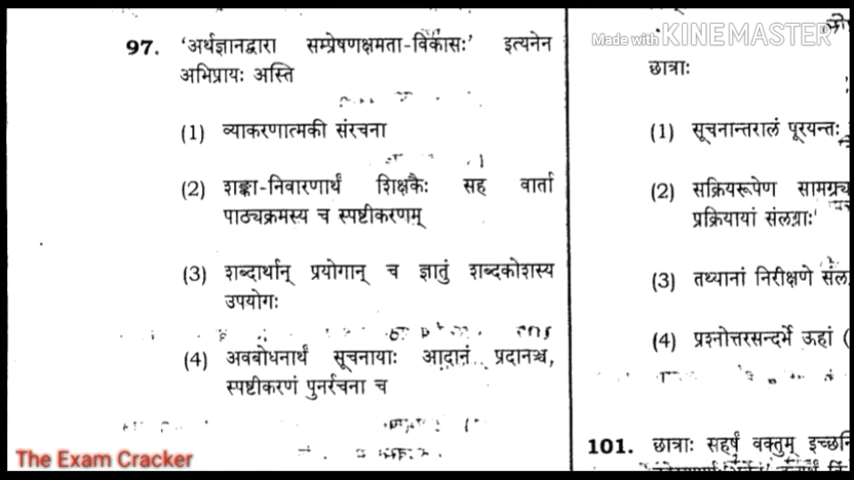 97. 'अर्थज्ञानद्वारा सम्प्रेषणक्षमता-विकासः' इत्यनेन
अभिप्रायः अस्ति
(1) व्याकरणात्मकी संरचना
(2) शङ्का-निवारणार्थं शिक्षकैः सह वार्ता
पाठ्यक्रमस्य च स्पष्टीकरणम्
(3) शब्दार्थान् प्रयोगान् च ज्ञातुं शब्दकोशस्य
उपयोगः
(4) अवबोधनार्थं सूचनायाः आदानं प्रदानञ्च,
स्पष्टीकरणं पुनर्रचना च
The Exam Cracker
Made with KINEMASTER
छात्राः
(1) सूचनान्तरालं पूरयन्तः
(2) सक्रियरूपेण
प्रक्रियायां संलग्नाः'
(3) तथ्यानां निरीक्षणे
(4) प्रश्नोत्तरसन्दर्भे ऊहां (
101. छात्राः सहर्षं वक्तुम्